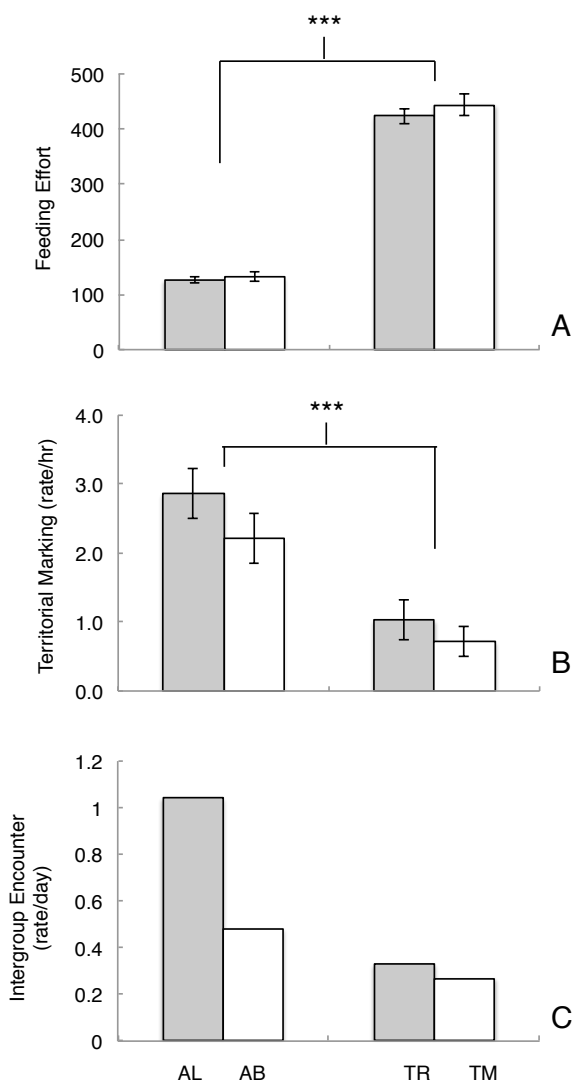 ***
500
400
300
200
100
0
Feeding Effort
A
***
4.0
3.0
2.0
1.0
0.0
Territorial Marking (rate/hr)
B
1.2
1
0.8
0.6
0.4
0.2
0
Intergroup Encounter
(rate/day)
C
AL AB TR TM